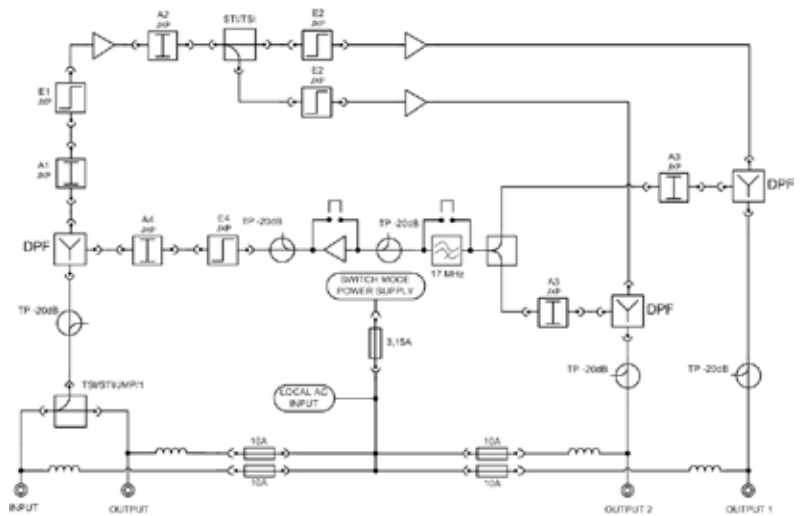 A2
JXP
STI/TSI
E2
JXP
E2
JXP
E1
JXP
A1
JXP
A3
JXP
DPF
DPF
A4
JXP
E4
JXP
TP -20dB
TP -20dB
17 MHz
SWITCH MODE
POWER SUPPLY
A3
JXP
DPF
TP -20dB
3,15A
TP -20dB
TP -20dB
TSI/STI/JMP/1
LOCAL AC
INPUT
10A
10A
10A
10A
INPUT
OUTPUT
OUTPUT 2
OUTPUT 1